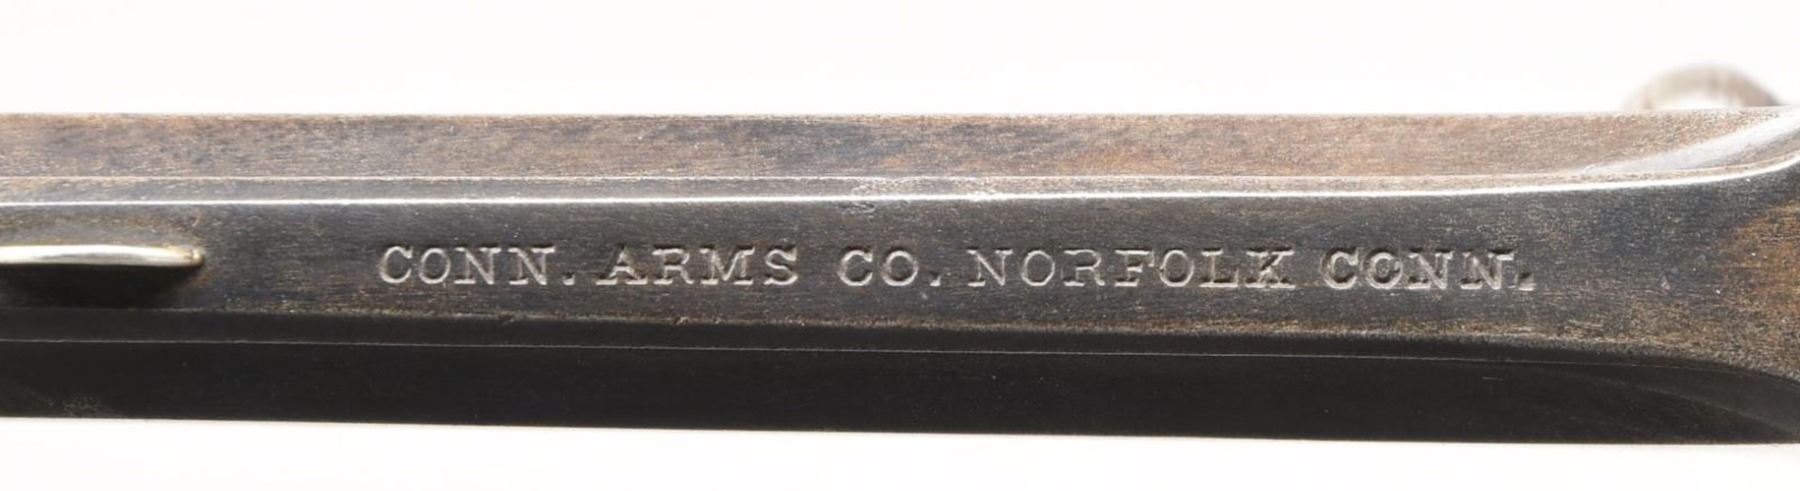 CONN. ARMS CO. NORFOLK CONN.